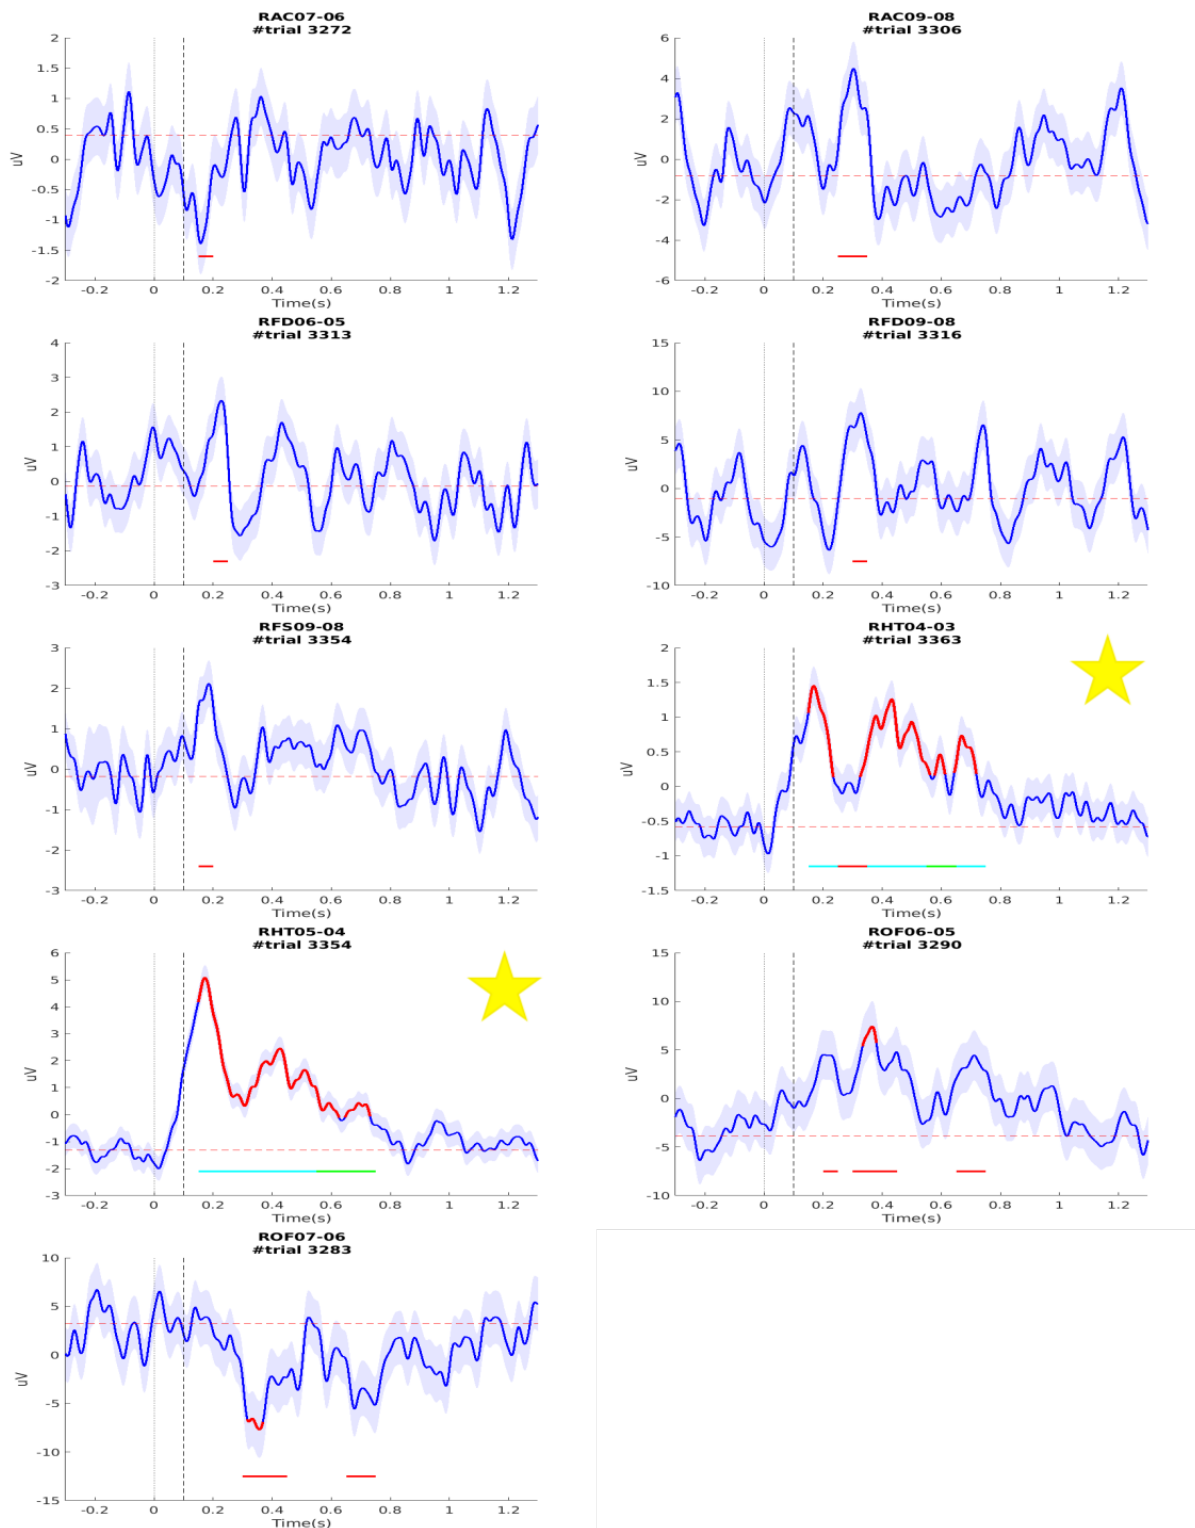 RAC07-06
#trial 3272
2
1.5
1
0.5
0
-0.5
-1
-1.5
-2
uV
-0.2 0 0.2 0.4 0.6 0.8 1 1.2
Time(s)
RAC09-08
#trial 3306
6
4
2
0
-2
-4
-6
uV
-0.2 0 0.2 0.4 0.6 0.8 1 1.2
Time(s)
RFD06-05
#trial 3313
4
3
2
1
0
-1
-2
-3
uV
-0.2 0 0.2 0.4 0.6 0.8 1 1.2
Time(s)
RFD09-08
#trial 3316
15
10
5
0
-5
-10
uV
-0.2 0 0.2 0.4 0.6 0.8 1 1.2
Time(s)
RFS09-08
#trial 3354
3
2
1
0
-1
-2
-3
uV
-0.2 0 0.2 0.4 0.6 0.8 1 1.2
Time(s)
RHT04-03
#trial 3363
2
1.5
1
0.5
0
-0.5
-1
-1.5
uV
-0.2 0 0.2 0.4 0.6 0.8 1 1.2
Time(s)
RHT05-04
#trial 3354
6
5
4
3
2
1
0
-1
-2
-3
uV
-0.2 0 0.2 0.4 0.6 0.8 1 1.2
Time(s)
ROF06-05
#trial 3290
15
10
5
0
-5
-10
uV
-0.2 0 0.2 0.4 0.6 0.8 1 1.2
Time(s)
ROF07-06
#trial 3283
10
5
0
-5
-10
-15
uV
-0.2 0 0.2 0.4 0.6 0.8 1 1.2
Time(s)